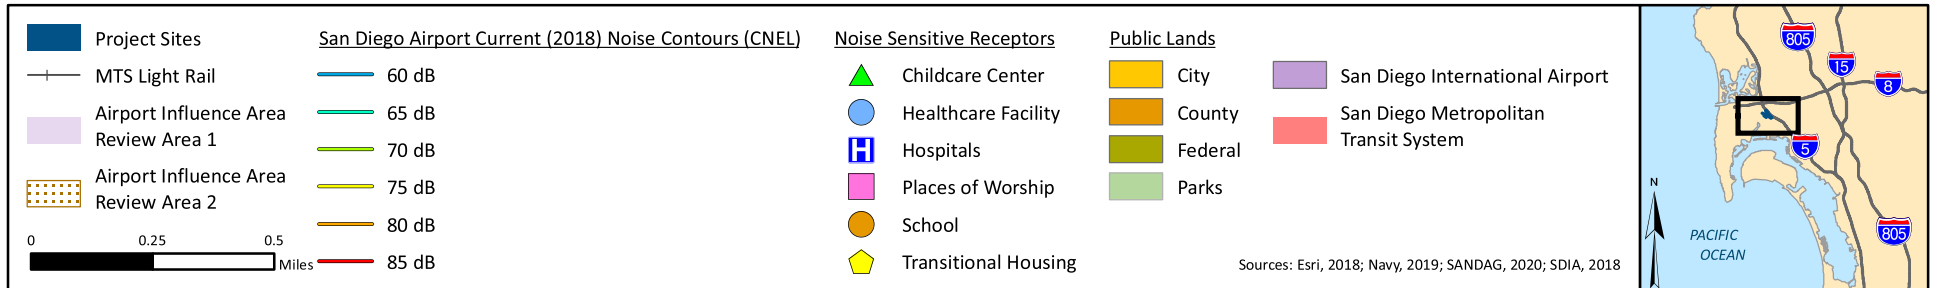 Project Sites
MTS Light Rail
Airport Influence Area
Review Area 1
Airport Influence Area
Review Area 2
0 0.25 0.5
Miles
San Diego Airport Current (2018) Noise Contours (CNEL)
60 dB
65 dB
70 dB
75 dB
80 dB
85 dB
Noise Sensitive Receptors
Childcare Center
Healthcare Facility
H Hospitals
Places of Worship
School
Transitional Housing
Public Lands
City
County
Federal
Parks
San Diego International Airport
San Diego Metropolitan
Transit System
Sources: Esri, 2018; Navy, 2019; SANDAG, 2020; SDIA, 2018
805
15
8
5
N
805
PACIFIC
OCEAN